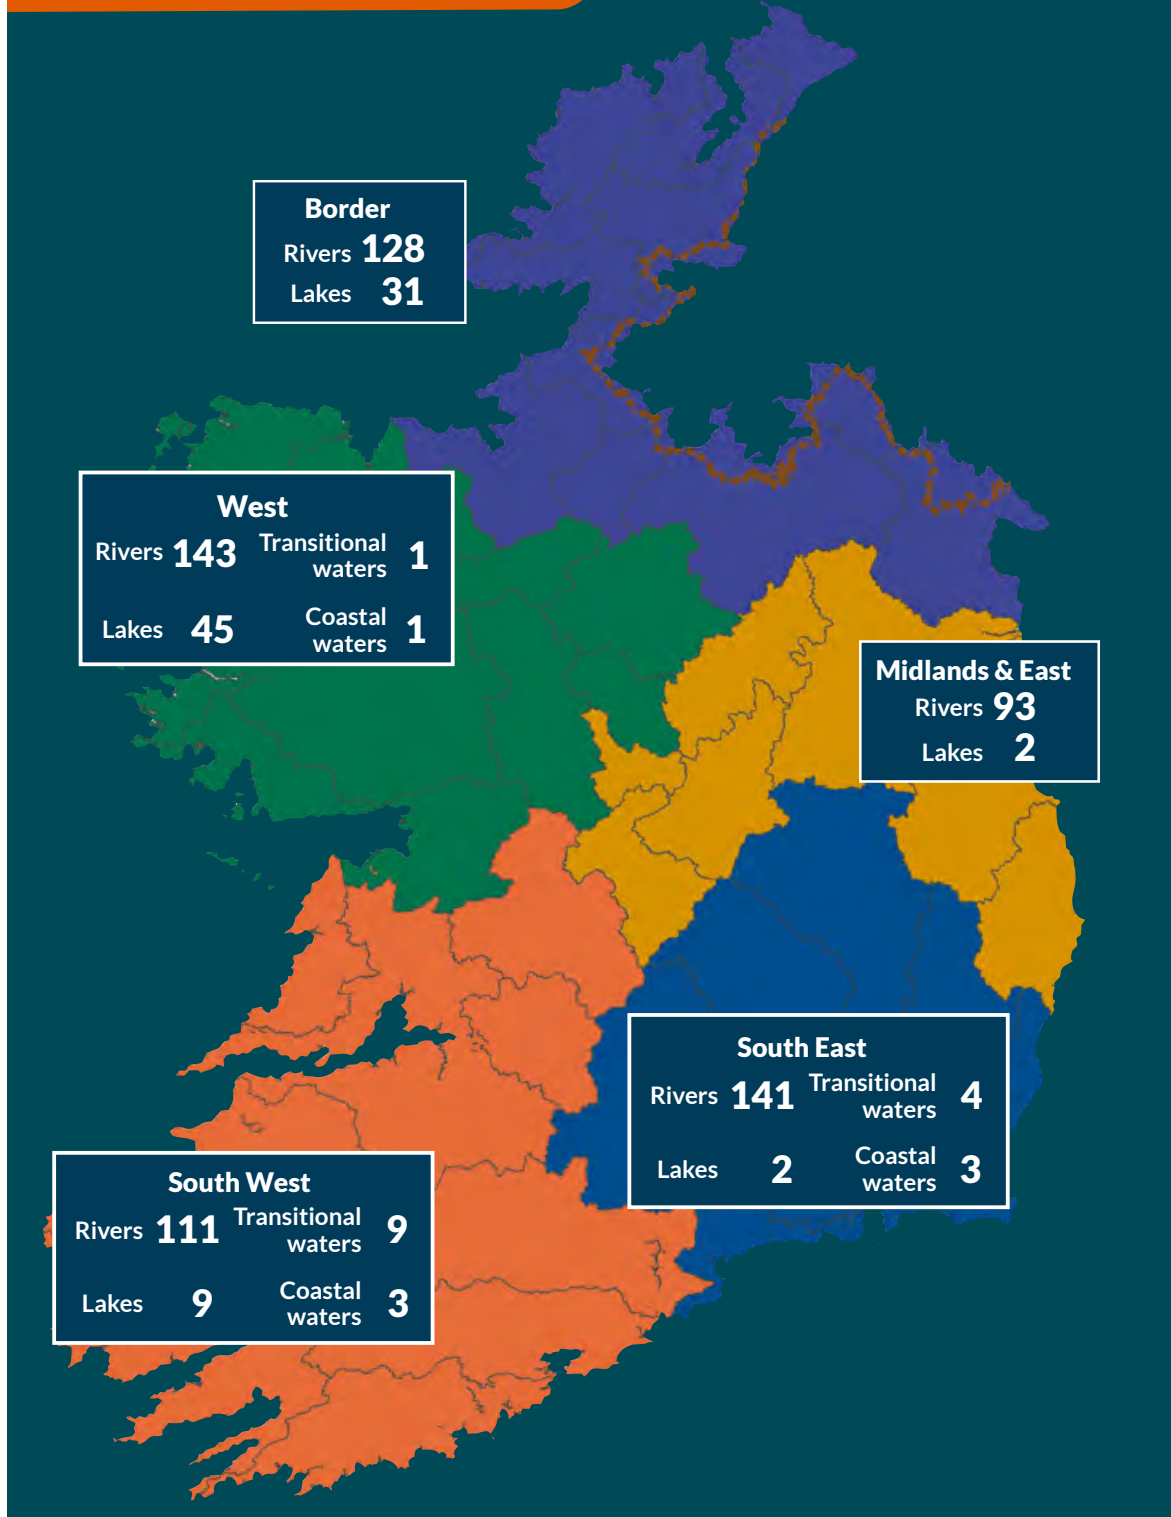 Border
Rivers 128
Lakes 31
West
Rivers 143 Transitional waters 1
Lakes 45 Coastal waters 1
Midlands & East
Rivers 93
Lakes 2
South East
Rivers 141 Transitional waters 4
Lakes 2 Coastal waters 3
South West
Rivers 111 Transitional waters 9
Lakes 9 Coastal waters 3